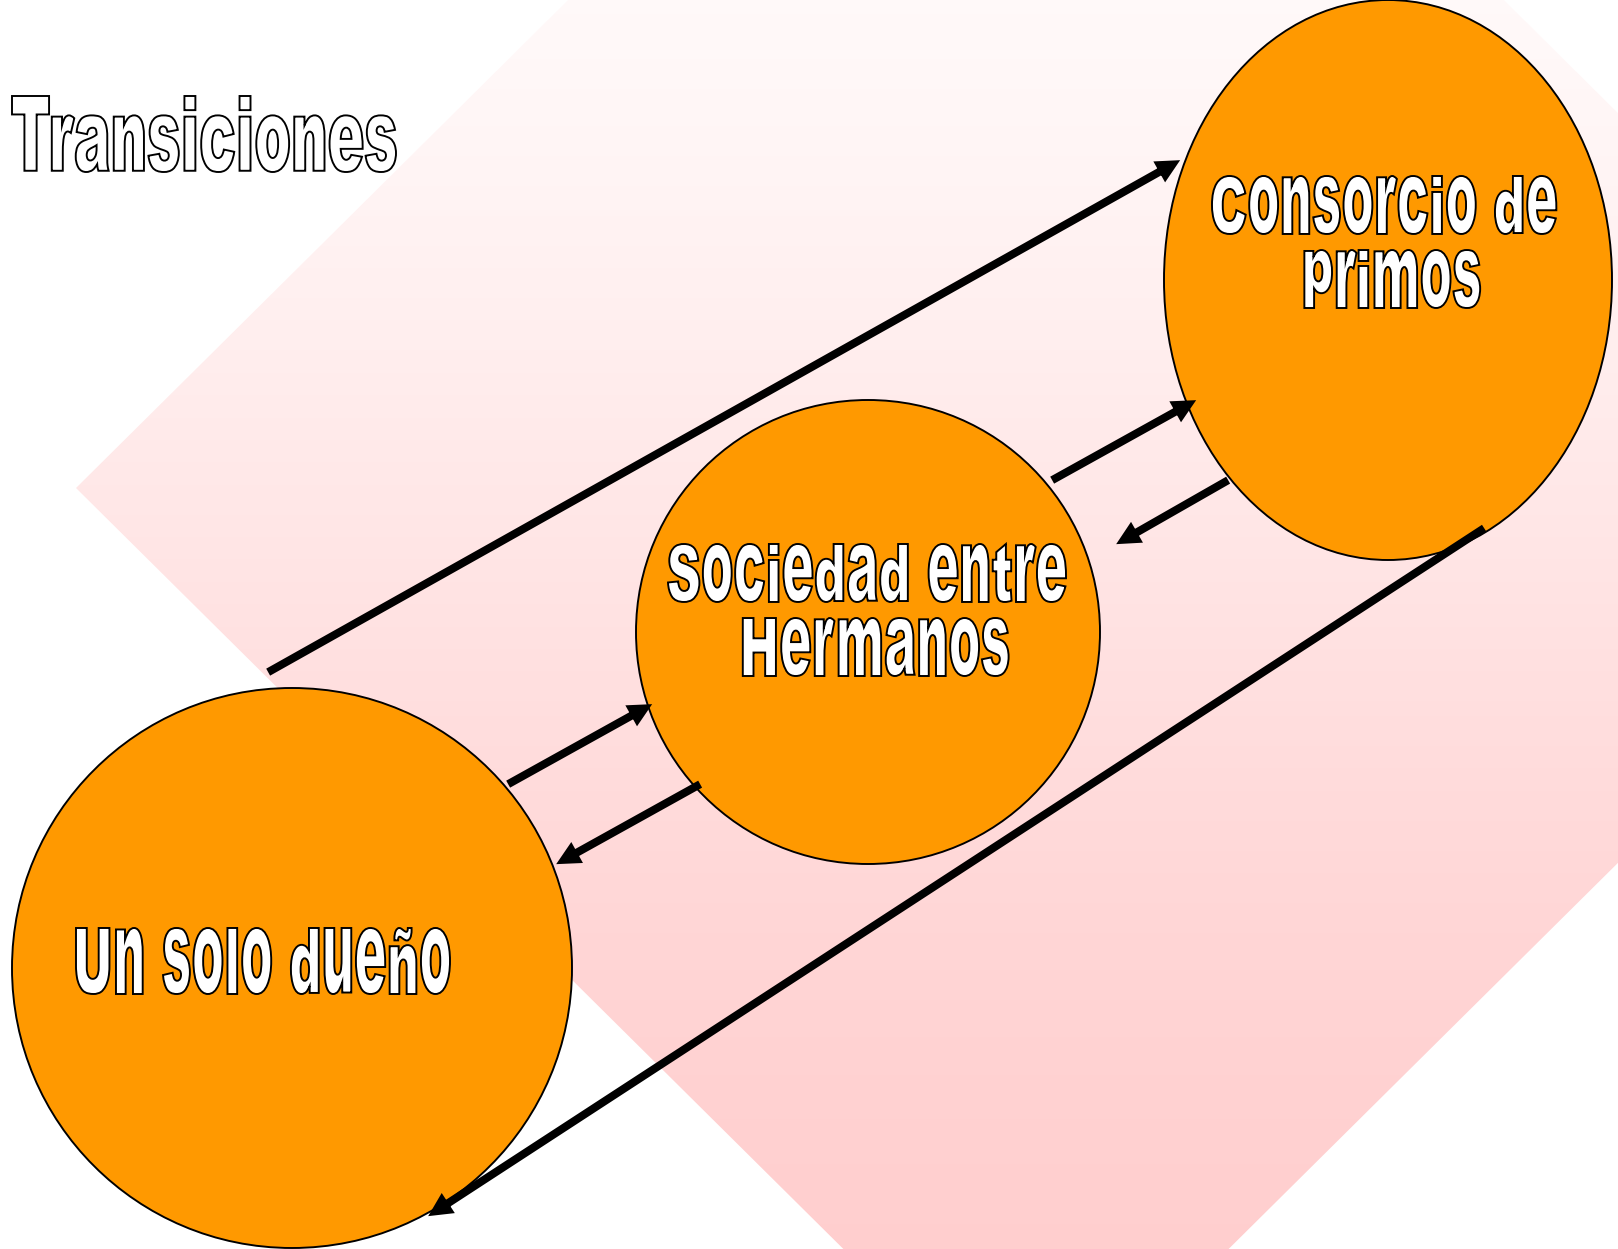 Transiciones
Consorcio de
primos
Sociedad entre
Hermanos
Un solo dueño